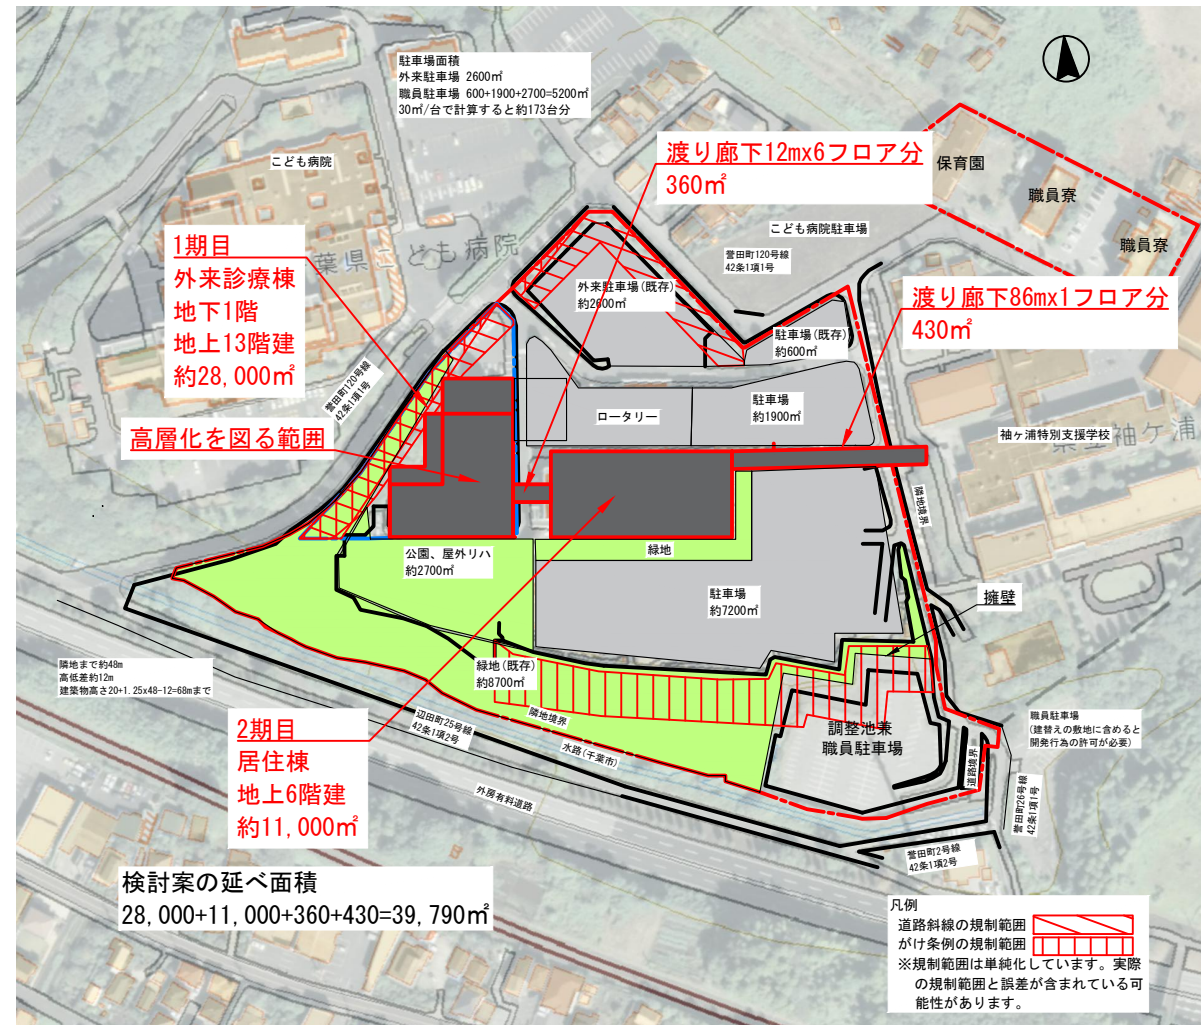 駐車場面積
外来駐車場 2600㎡
職員駐車場 600+1900+2700=5200㎡
30㎡/台で計算すると約173台分
こども病院
葉県こども病院
渡り廊下12mx6フロア分
360㎡
保育園
職員寮
職員寮
こども病院駐車場
誉田町120号線
42条1項1号
1期目
外来診療棟
地下1階
地上13階建
約28,000㎡
外来駐車場(既存)
約2600㎡
渡り廊下86mx1フロア分
430㎡
駐車場(既存)
約600㎡
誉田町120号線
42条1項1号
ロータリー
駐車場
約1900㎡
高層化を図る範囲
袖ヶ浦特別支援学校
袖ケ浦
隣地境界
公園、屋外リハ
約2700㎡
緑地
駐車場
約7200㎡
擁壁
隣地まで約48m
高低差約12m
建築物高さ20+1.25x48-12=68mまで
緑地(既存)
約8700㎡
隣地境界
辺田町25号線
42条1項2号
水路(千葉市)
外房有料道路
調整池兼
職員駐車場
職員駐車場
(建替えの敷地に含めると
開発行為の許可が必要)
道路境界
誉田町26号線
42条1項1号
誉田町2号線
42条1項2号
2期目
居住棟
地上6階建
約11,000㎡
検討案の延べ面積
28,000+11,000+360+430=39,790㎡
凡例
道路斜線の規制範囲
がけ条例の規制範囲
※規制範囲は単純化しています。実際
の規制範囲と誤差が含まれている可
能性があります。